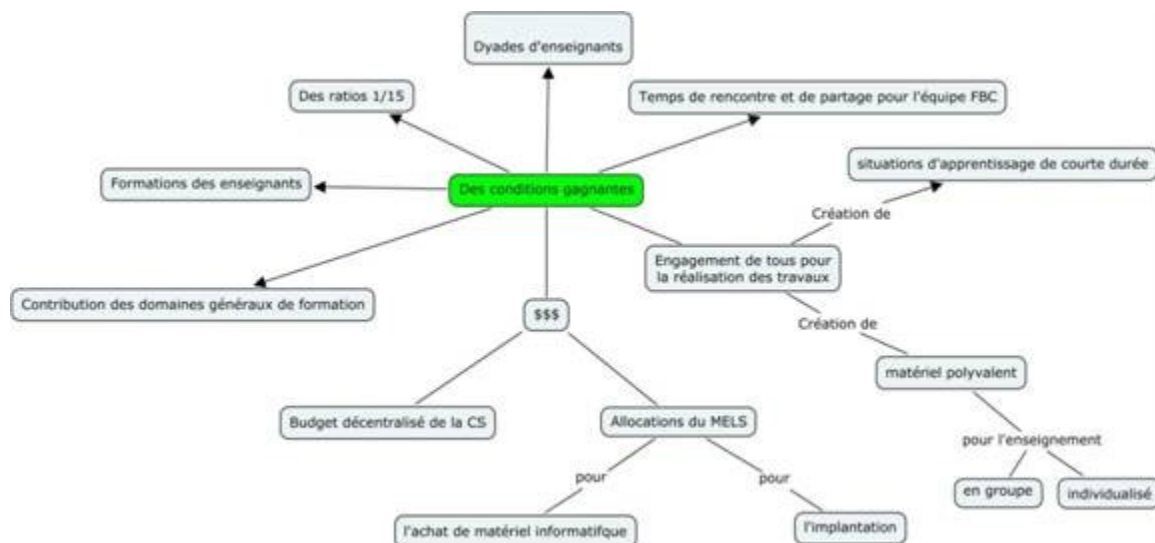 Dyades d'enseignants
Des ratios 1/15
Temps de rencontre et de partage pour l'équipe FBC
situations d'apprentissage de courte durée
Formations des enseignants
Des conditions gagnantes
Création de
Engagement de tous pour
la réalisation des travaux
Contribution des domaines généraux de formation
$$$
Création de
matériel polyvalent
Budget décentralisé de la CS
Allocations du MELS
pour l'enseignement
pour
pour
en groupe
individualisé
l'achat de matériel informatifque
l'implantation